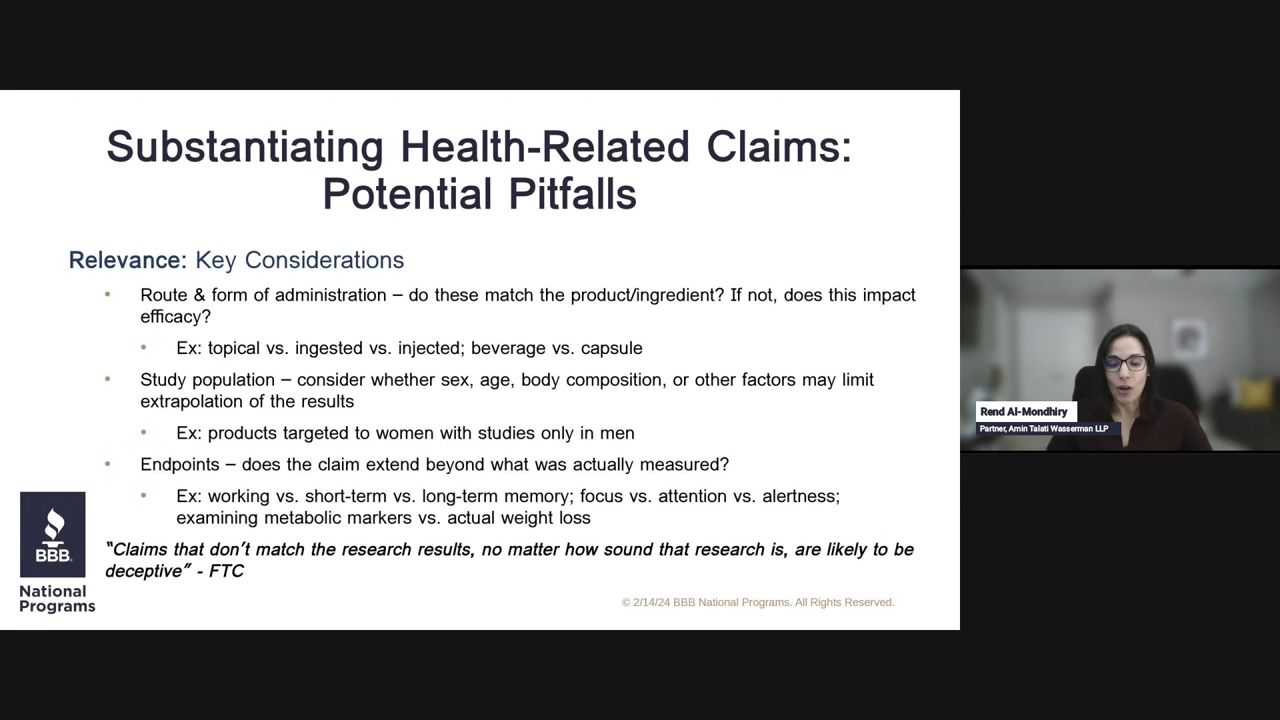 Substantiating Health-Related Claims:
Potential Pitfalls
Relevance: Key Considerations
• Route & form of administration – do these match the product/ingredient? If not, does this impact
efficacy?
• Ex: topical vs. ingested vs. injected; beverage vs. capsule
• Study population – consider whether sex, age, body composition, or other factors may limit
extrapolation of the results
• Ex: products targeted to women with studies only in men
• Endpoints – does the claim extend beyond what was actually measured?
• Ex: working vs. short-term vs. long-term memory; focus vs. attention vs. alertness;
examining metabolic markers vs. actual weight loss
“Claims that don’t match the research results, no matter how sound that research is, are likely to be
deceptive” - FTC
BBB.
National
Programs
© 2/14/24 BBB National Programs. All Rights Reserved.
Rend Al-Mondhiry
Partner, Amin Talati Wasserman LLP